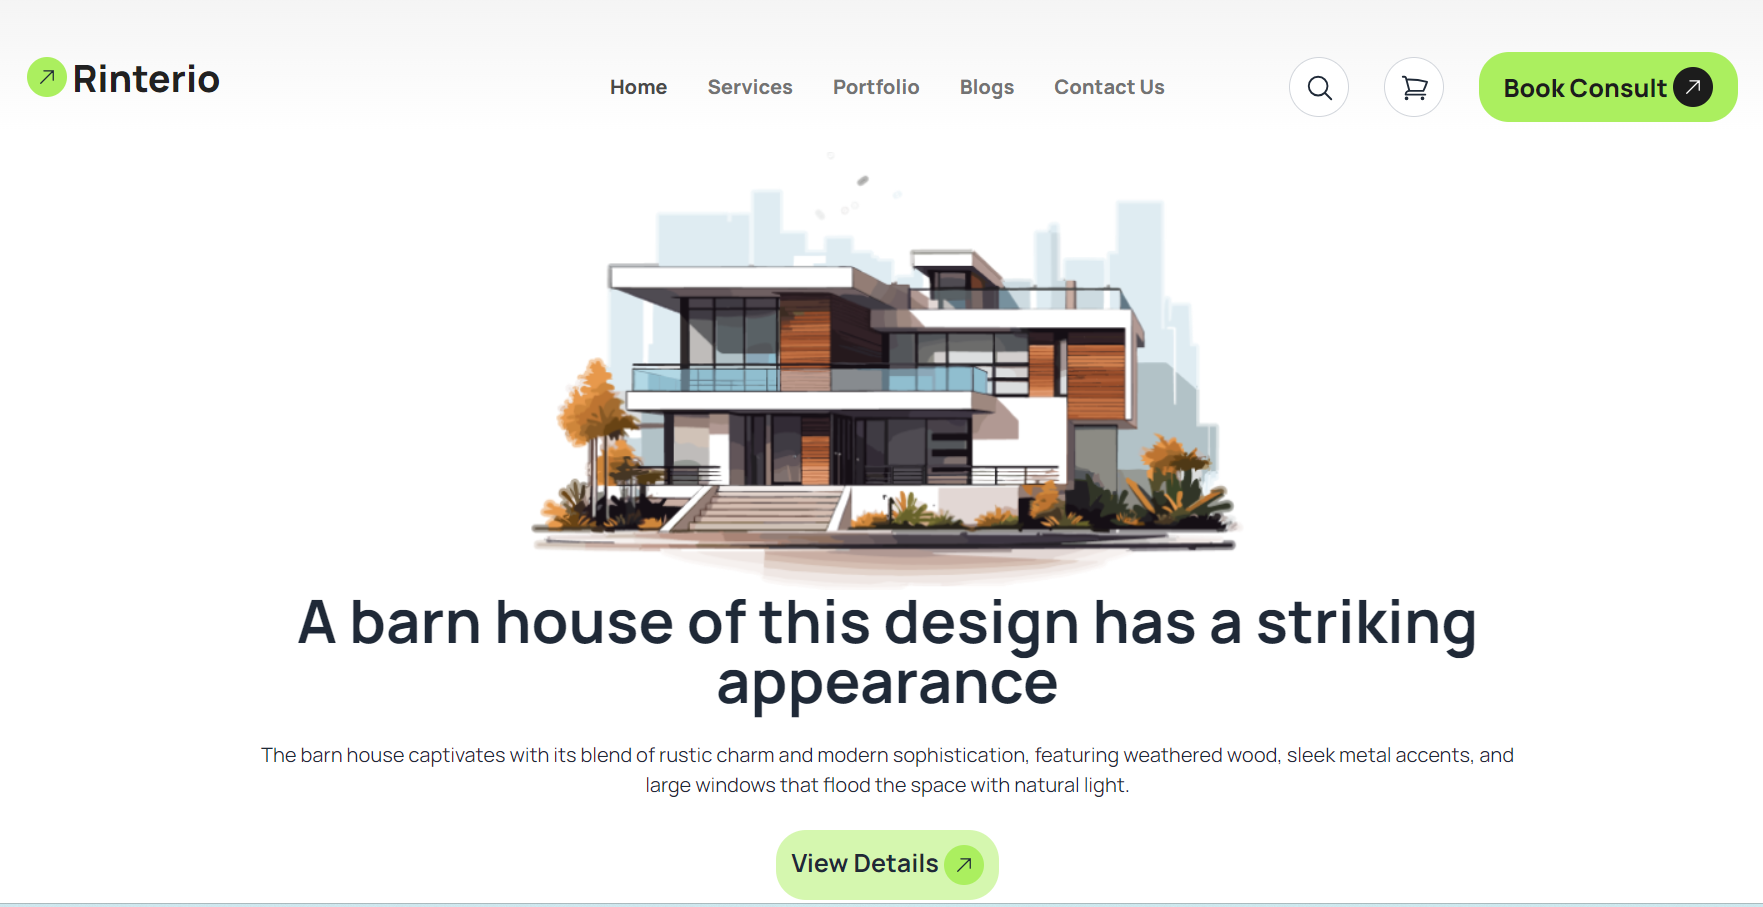 Rinterio
Home Services Portfolio Blogs Contact Us
Book Consult
A barn house of this design has a striking
appearance
The barn house captivates with its blend of rustic charm and modern sophistication, featuring weathered wood, sleek metal accents, and
large windows that flood the space with natural light.
View Details